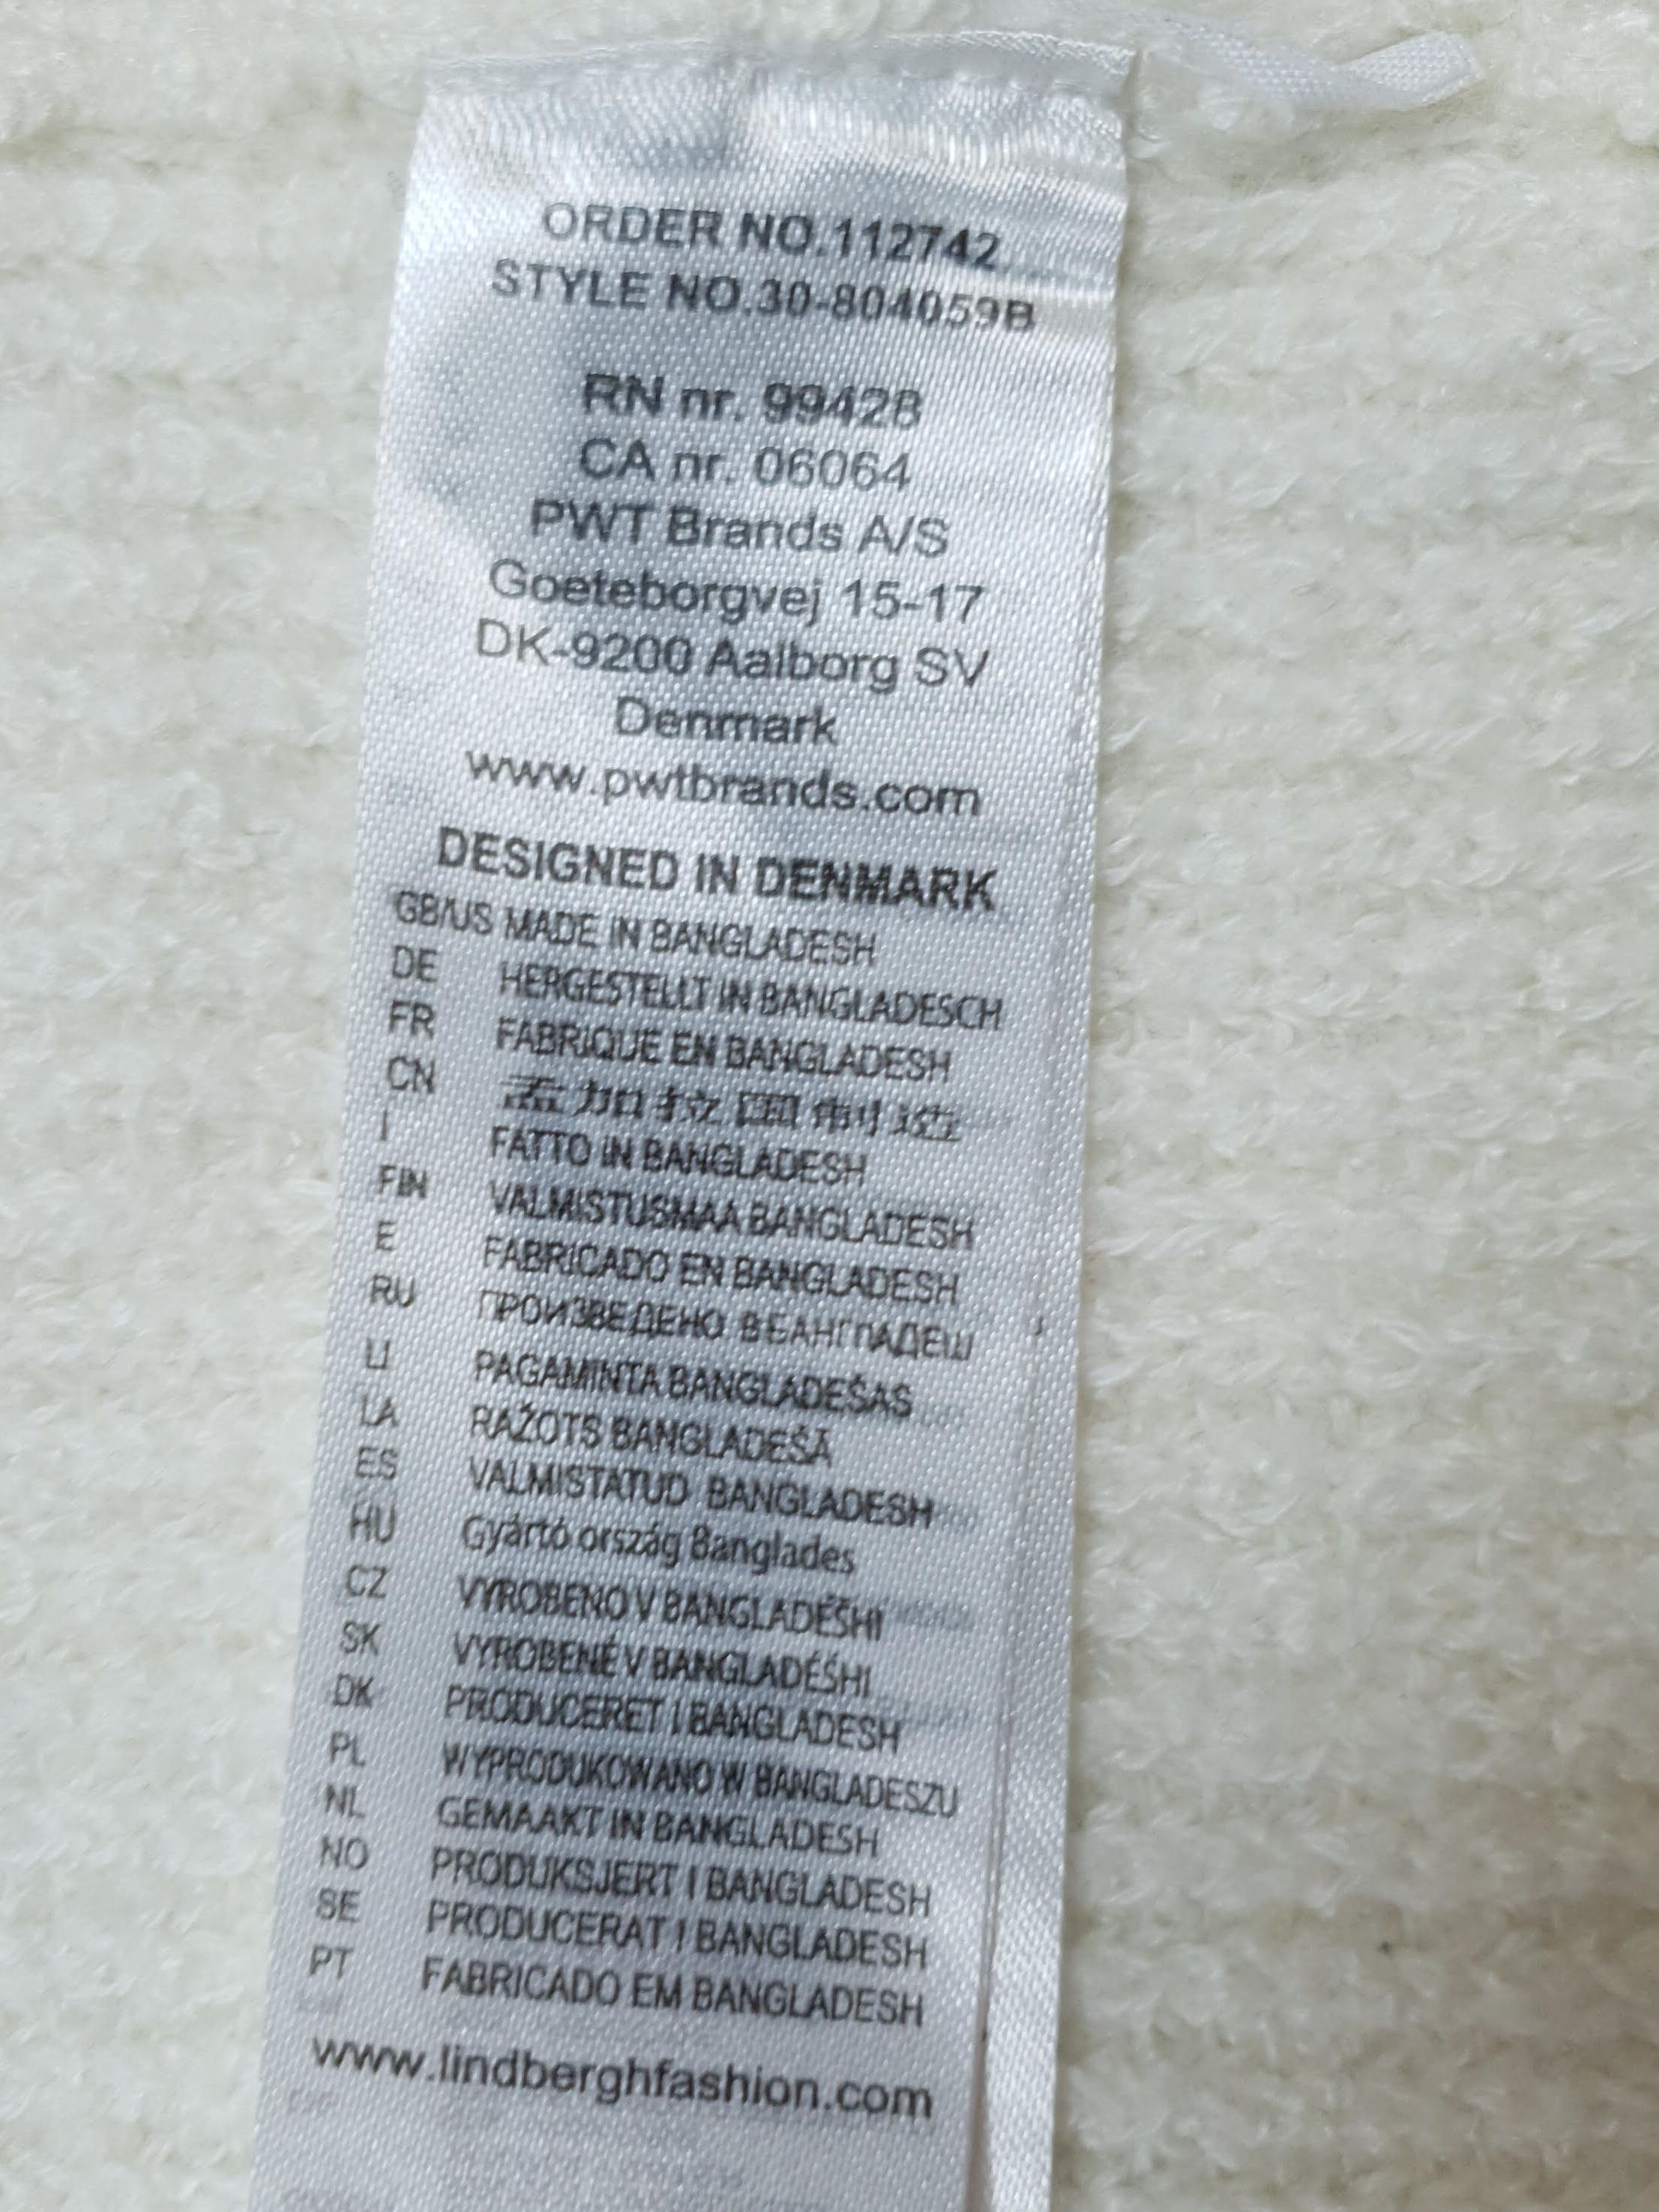 ORDER NO.112742
STYLE NO.30-804059B
RN nr. 99428
CA nr. 06064
PWT Brands A/S
Goeteborgvej 15-17
DK-9200 Aalborg SV
Denmark
www.pwtbrands.com
DESIGNED IN DENMARK
GB/US MADE IN BANGLADESH
DE HERGESTELLT IN BANGLADESCH
FR FABRIQUE EN BANGLADESH
CN 孟加拉国制造
I FATTO IN BANGLADESH
FIN VALMISTUSMAA BANGLADESH
E FABRICADO EN BANGLADESH
RU ПРОИЗВЕДЕНО В БАНГЛАДЕШ
LI PAGAMINTA BANGLADEŠAS
LA RAŽOTS BANGLADEŠĀ
ES VALMISTATUD BANGLADESH
HU Gyártó ország Banglades
CZ VYROBENO V BANGLADÉŠHI
SK VYROBENÉ V BANGLADÉŠHI
DK PRODUCERET I BANGLADESH
PL WYPRODUKOWANO W BANGLADESZU
NL GEMAAKT IN BANGLADESH
NO PRODUKSJERT I BANGLADESH
SE PRODUCERAT I BANGLADESH
PT FABRICADO EM BANGLADESH
www.lindberghfashion.com